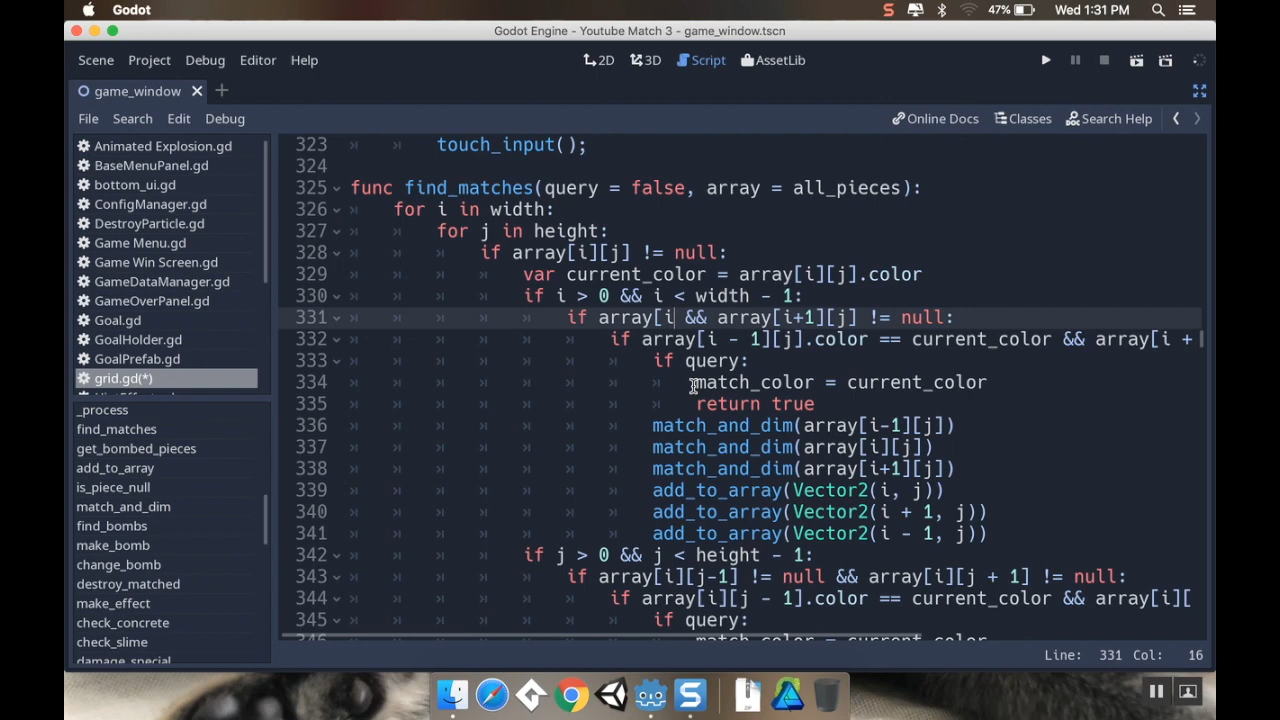 Godot
S
47%
Wed 1:31 PM
Godot Engine - Youtube Match 3 - game_window.tscn
Scene Project Debug Editor Help
2D 3D Script AssetLib
game_window
File Search Edit Debug
Online Docs Classes Search Help
Animated Explosion.gd
BaseMenuPanel.gd
bottom_ui.gd
ConfigManager.gd
DestroyParticle.gd
Game Menu.gd
Game Win Screen.gd
GameDataManager.gd
GameOverPanel.gd
Goal.gd
GoalHolder.gd
GoalPrefab.gd
grid.gd(*)
_process
find_matches
get_bombed_pieces
add_to_array
is_piece_null
match_and_dim
find_bombs
make_bomb
change_bomb
destroy_matched
make_effect
check_concrete
check_slime
damage_special
323 touch_input();
324
325 func find_matches(query = false, array = all_pieces):
326 for i in width:
327 for j in height:
328 if array[i][j] != null:
329 var current_color = array[i][j].color
330 if i > 0 && i < width - 1:
331 if array[i && array[i+1][j] != null:
332 if array[i - 1][j].color == current_color && array[i +
333 if query:
334 match_color = current_color
335 return true
336 match_and_dim(array[i-1][j])
337 match_and_dim(array[i][j])
338 match_and_dim(array[i+1][j])
339 add_to_array(Vector2(i, j))
340 add_to_array(Vector2(i + 1, j))
341 add_to_array(Vector2(i - 1, j))
342 if j > 0 && j < height - 1:
343 if array[i][j-1] != null && array[i][j + 1] != null:
344 if array[i][j - 1].color == current_color && array[i][
345 if query:
346 match_color = current_color
Line: 331 Col: 16